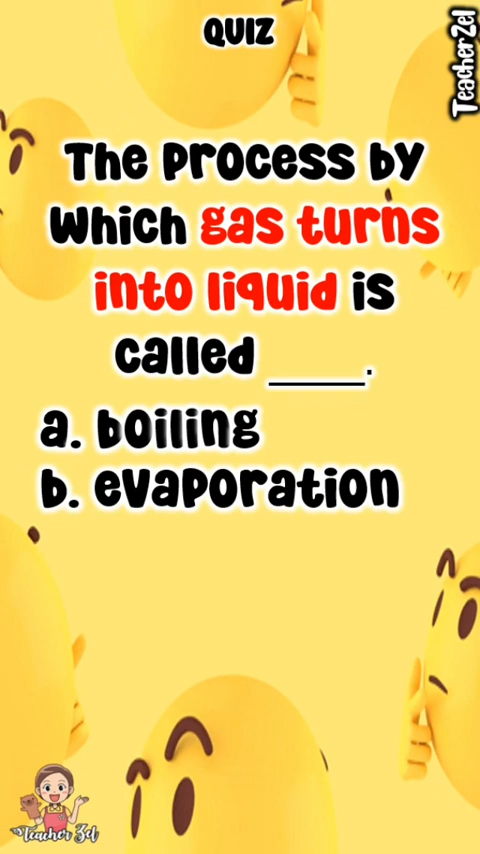 QUIZ
TeacherZel
The process by
which gas turns
into liquid is
called ____.
a. boiling
b. evaporation
Teacher Zel